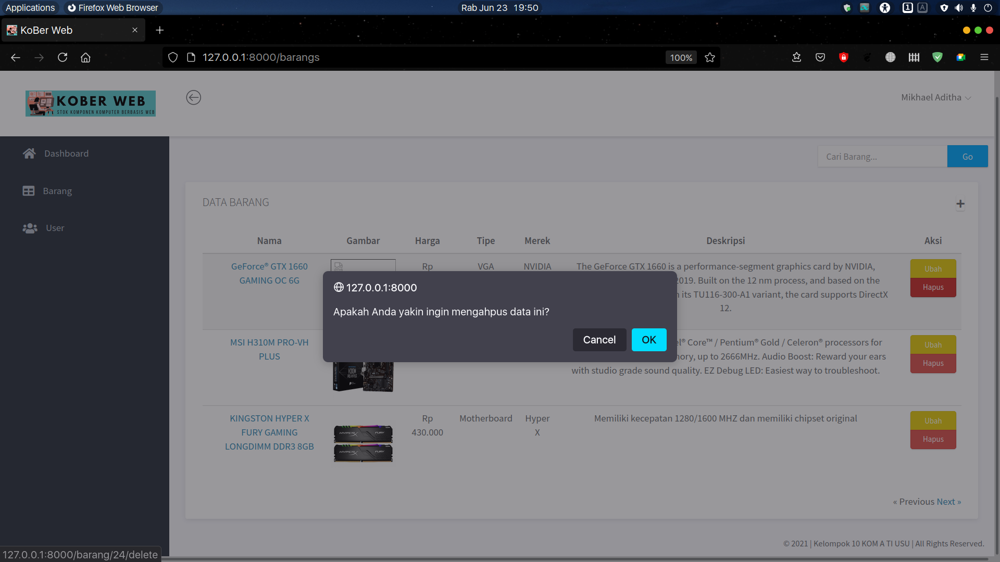 Applications Firefox Web Browser Rab Jun 23 19:50 1 A
KoBer Web
127.0.0.1:8000/barangs 100%
KOBER WEB
STOK KOMPONEN KOMPUTER BERBASIS WEB
Mikhael Aditha
Dashboard
Barang
User
Cari Barang... Go
DATA BARANG +
Nama Gambar Harga Tipe Merek Deskripsi Aksi
GeForce® GTX 1660 Rp VGA NVIDIA The GeForce GTX 1660 is a performance-segment graphics card by NVIDIA, Ubah
GAMING OC 6G 2019. Built on the 12 nm process, and based on the
its TU116-300-A1 variant, the card supports DirectX Hapus
12.
127.0.0.1:8000
Apakah Anda yakin ingin mengahpus data ini?
Cancel OK
MSI H310M PRO-VH Core™ / Pentium® Gold / Celeron® processors for Ubah
PLUS up to 2666MHz. Audio Boost: Reward your ears Hapus
with studio grade sound quality. EZ Debug LED: Easiest way to troubleshoot.
KINGSTON HYPER X Rp Motherboard Hyper Memiliki kecepatan 1280/1600 MHZ dan memiliki chipset original Ubah
FURY GAMING 430.000 X Hapus
LONGDIMM DDR3 8GB
HYPERX FURY
HYPERX FURY
« Previous Next »
© 2021 | Kelompok 10 KOM A TI USU | All Rights Reserved.
127.0.0.1:8000/barang/24/delete